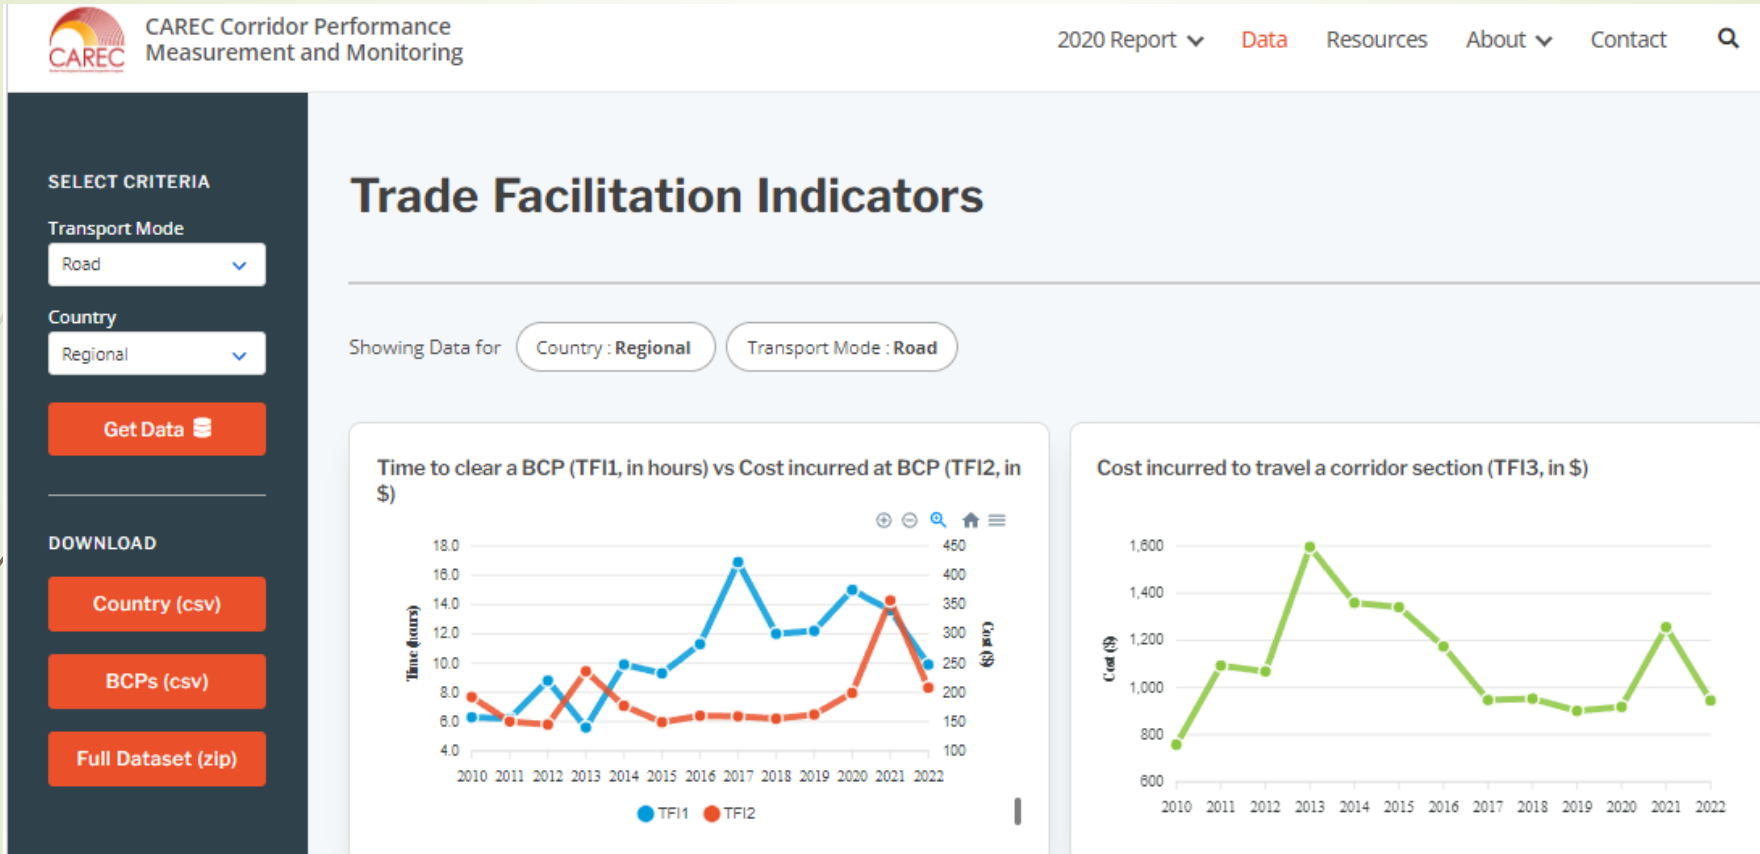 CAREC
CAREC Corridor Performance
Measurement and Monitoring
2020 Report
Data
Resources
About
Contact
SELECT CRITERIA
Transport Mode
Road
Country
Regional
Get Data
DOWNLOAD
Country (csv)
BCPs (csv)
Full Dataset (zip)
Trade Facilitation Indicators
Showing Data for
Country : Regional
Transport Mode : Road
Time to clear a BCP (TFI1, in hours) vs Cost incurred at BCP (TFI2, in
$)
18.0
16.0
14.0
12.0
10.0
8.0
6.0
4.0
Time (hours)
450
400
350
300
250
200
150
100
Cost ($)
2010 2011 2012 2013 2014 2015 2016 2017 2018 2019 2020 2021 2022
TFI1 TFI2
Cost incurred to travel a corridor section (TFI3, in $)
1,600
1,400
1,200
1,000
800
600
Cost ($)
2010 2011 2012 2013 2014 2015 2016 2017 2018 2019 2020 2021 2022